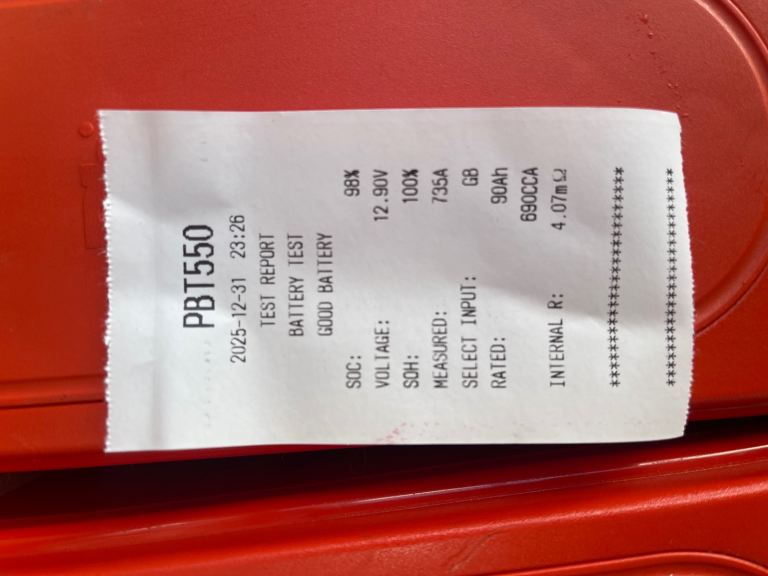 PBT550
2025-12-31 23:26
TEST REPORT
BATTERY TEST
GOOD BATTERY
SOC: 98%
VOLTAGE: 12.90V
SOH: 100%
MEASURED: 735A
SELECT INPUT: GB
RATED: 90Ah
690CCA
INTERNAL R: 4.07mΩ
******************************
******************************